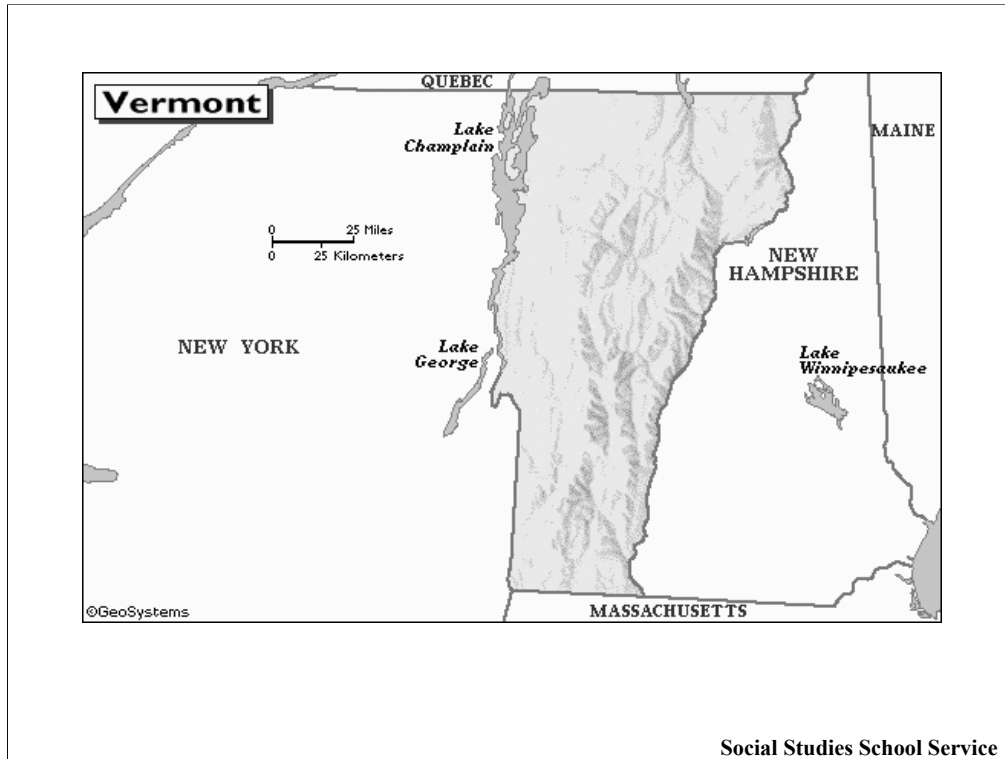 QUEBEC
Vermont
Lake
Champlain
MAINE
0 25 Miles
0 25 Kilometers
NEW
HAMPSHIRE
NEW YORK
Lake
George
Lake
Winnipesaukee
©GeoSystems
MASSACHUSETTS
Social Studies School Service